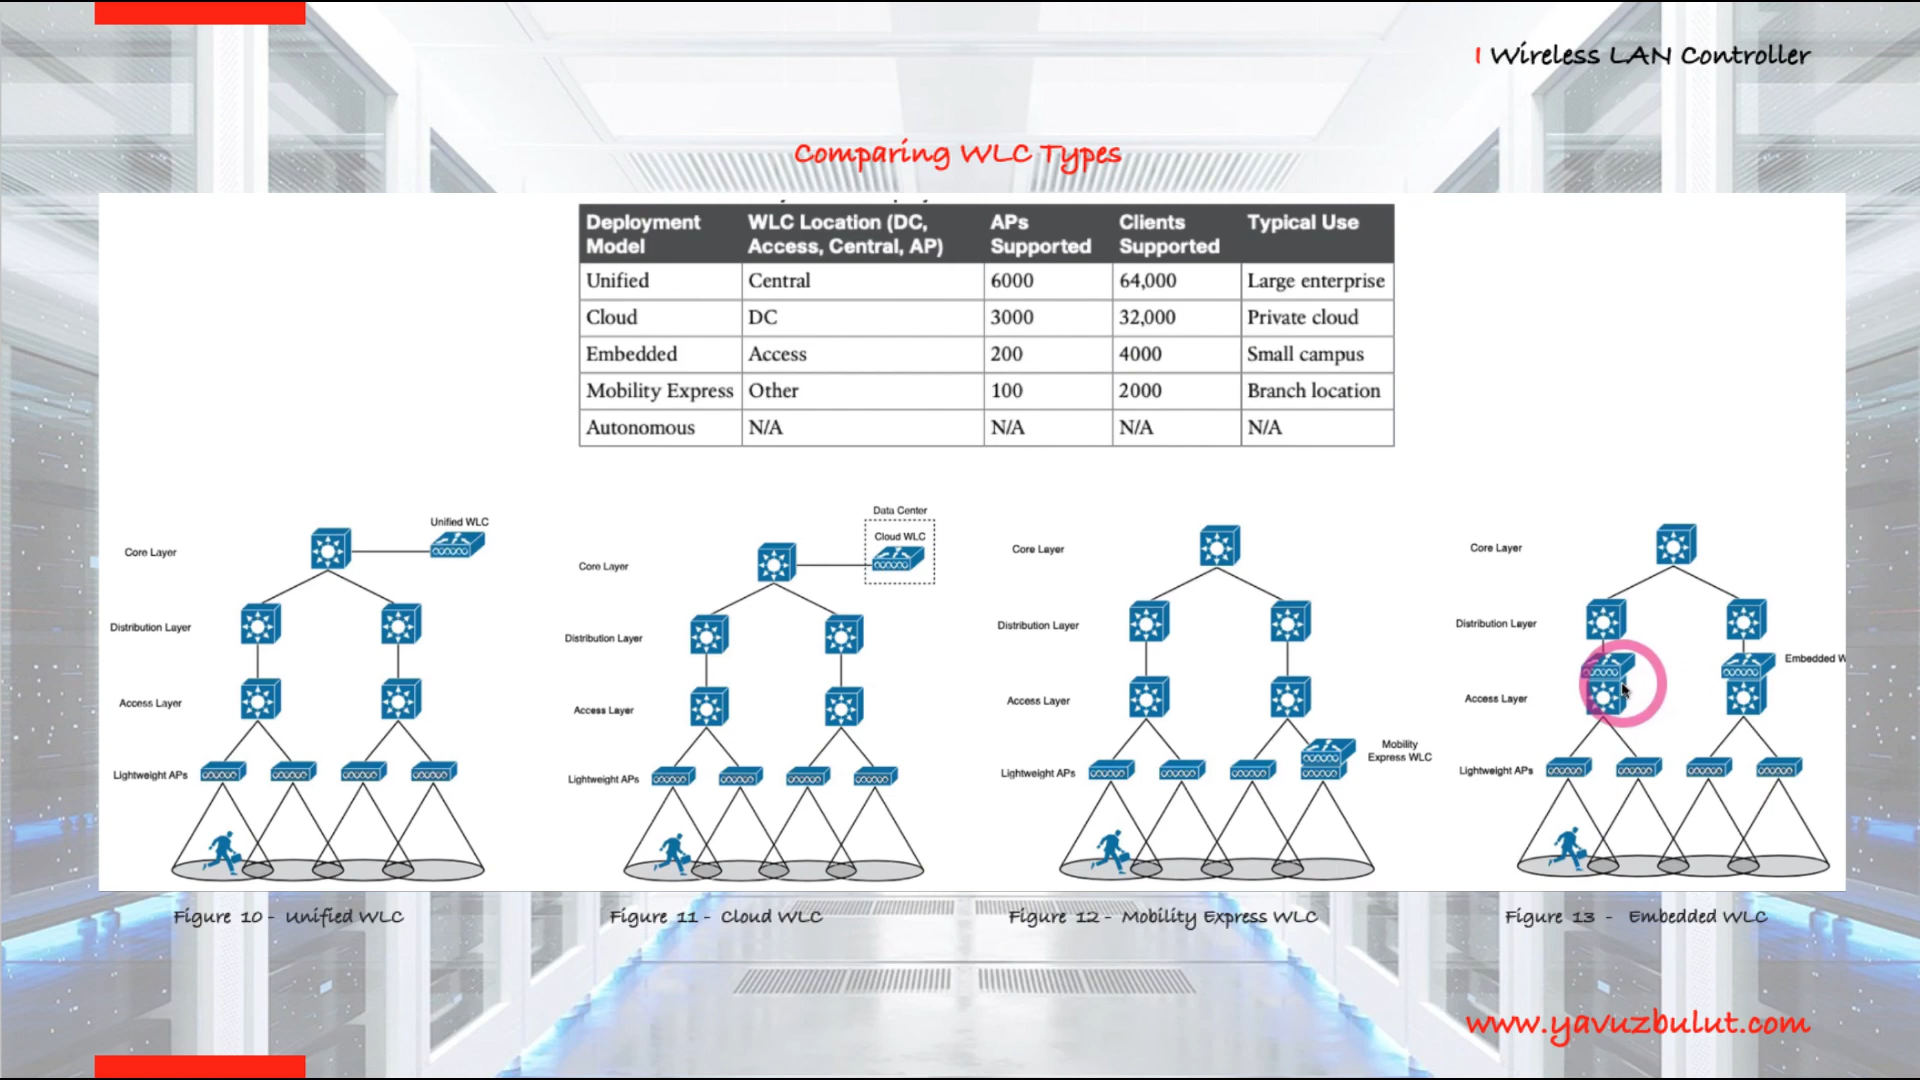 | Wireless LAN Controller
Comparing WLC Types
Deployment Model | WLC Location (DC, Access, Central, AP) | APs Supported | Clients Supported | Typical Use
Unified | Central | 6000 | 64,000 | Large enterprise
Cloud | DC | 3000 | 32,000 | Private cloud
Embedded | Access | 200 | 4000 | Small campus
Mobility Express | Other | 100 | 2000 | Branch location
Autonomous | N/A | N/A | N/A | N/A
Unified WLC
Core Layer
Distribution Layer
Access Layer
Lightweight APs
Figure 10 - Unified WLC
Data Center
Cloud WLC
Core Layer
Distribution Layer
Access Layer
Lightweight APs
Figure 11 - Cloud WLC
Core Layer
Distribution Layer
Access Layer
Mobility
Express WLC
Lightweight APs
Figure 12 - Mobility Express WLC
Core Layer
Distribution Layer
Embedded W
Access Layer
Lightweight APs
Figure 13 - Embedded WLC
www.yavuzbulut.com